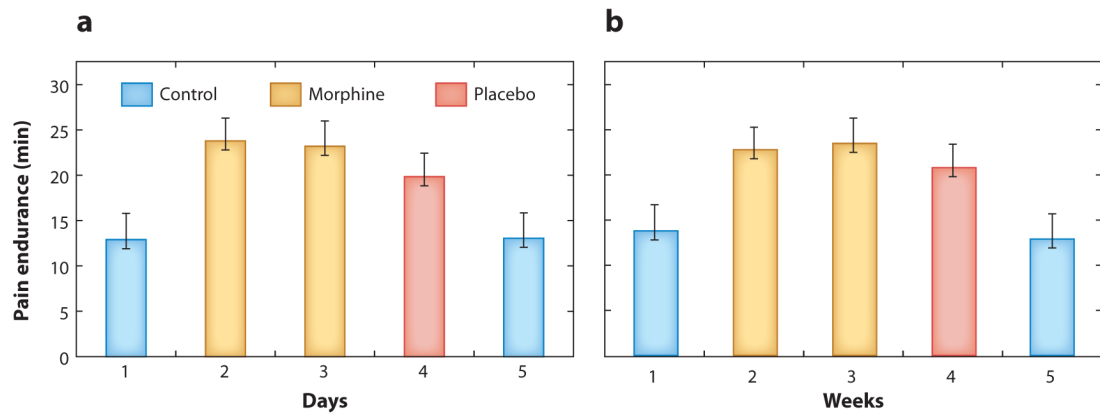 a
b
Control
Morphine
Placebo
Pain endurance (min)
30
25
20
15
10
5
0
1 2 3 4 5
Days
1 2 3 4 5
Weeks